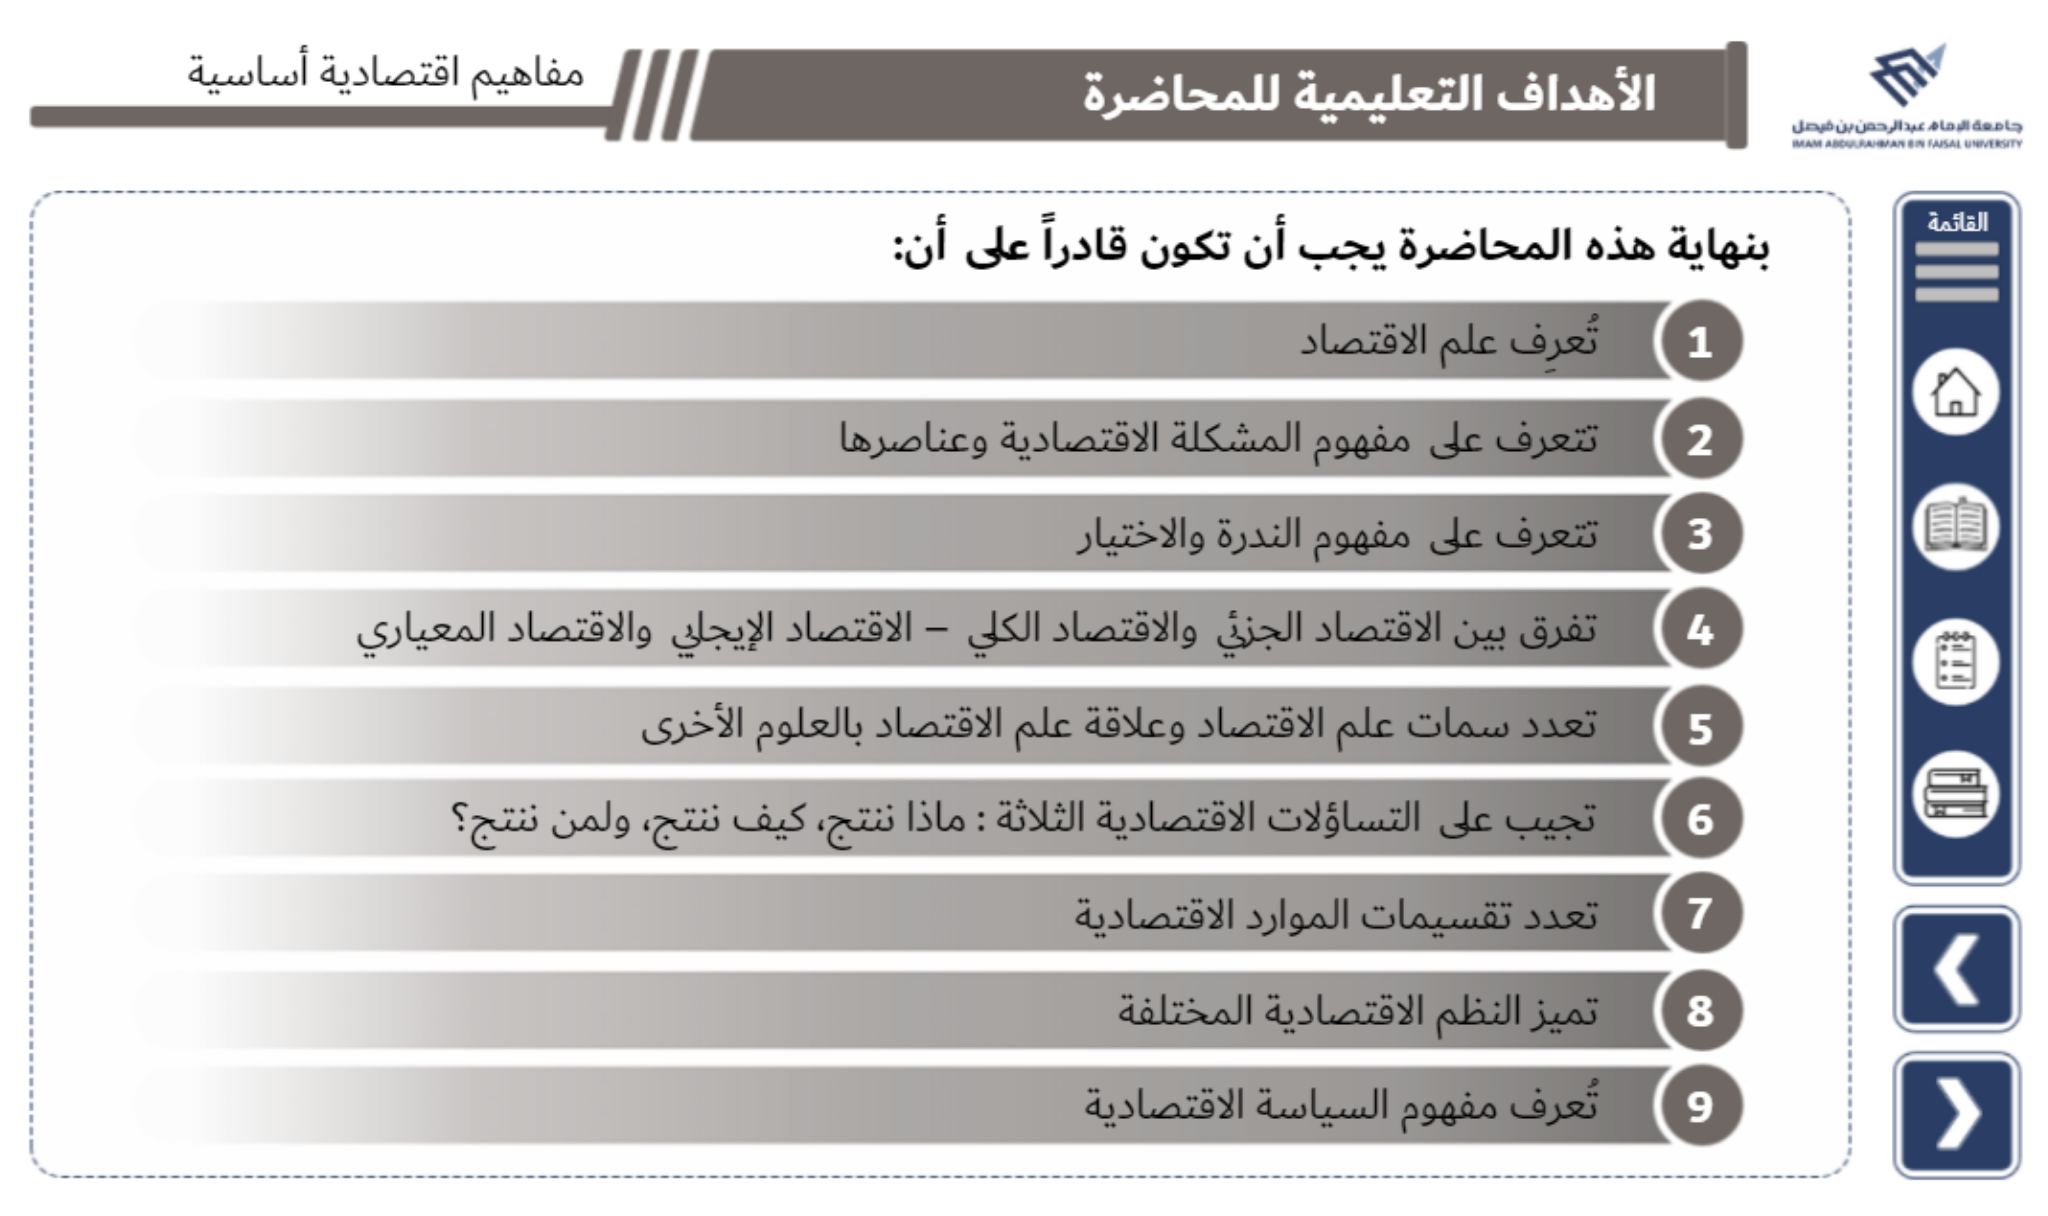 جامعة الإمام عبدالرحمن بن فيصل
IMAM ABDULRAHMAN BIN FAISAL UNIVERSITY
الأهداف التعليمية للمحاضرة
مفاهيم اقتصادية أساسية
القائمة
بنهاية هذه المحاضرة يجب أن تكون قادراً على أن:
1 تُعرِف علم الاقتصاد
2 تتعرف على مفهوم المشكلة الاقتصادية وعناصرها
3 تتعرف على مفهوم الندرة والاختيار
4 تفرق بين الاقتصاد الجزئي والاقتصاد الكلي – الاقتصاد الإيجابي والاقتصاد المعياري
5 تعدد سمات علم الاقتصاد وعلاقة علم الاقتصاد بالعلوم الأخرى
6 تجيب على التساؤلات الاقتصادية الثلاثة : ماذا ننتج، كيف ننتج، ولمن ننتج؟
7 تعدد تقسيمات الموارد الاقتصادية
8 تميز النظم الاقتصادية المختلفة
9 تُعرف مفهوم السياسة الاقتصادية